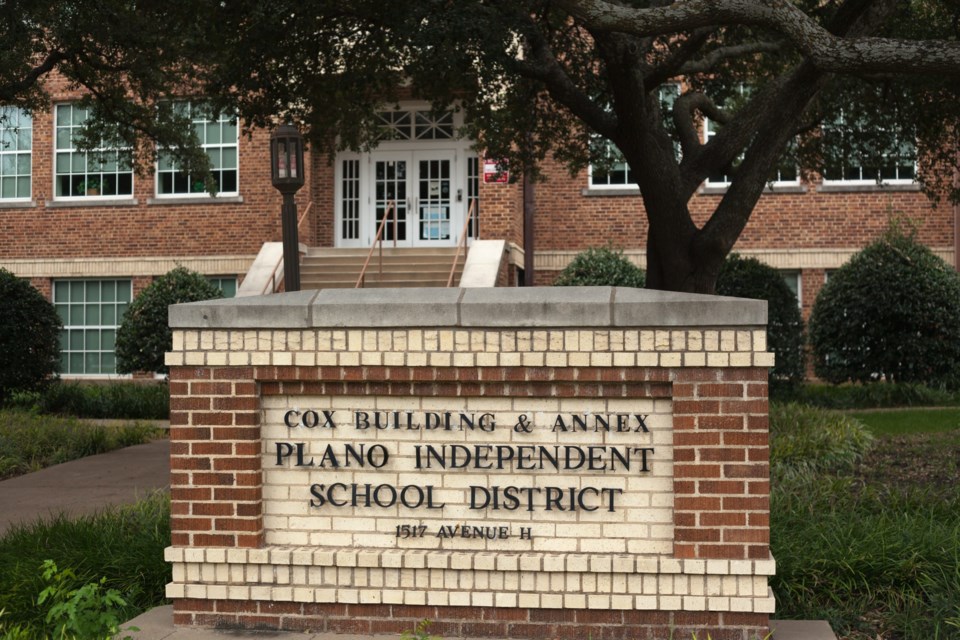 COX BUILDING & ANNEX
PLANO INDEPENDENT
SCHOOL DISTRICT
1517 AVENUE H